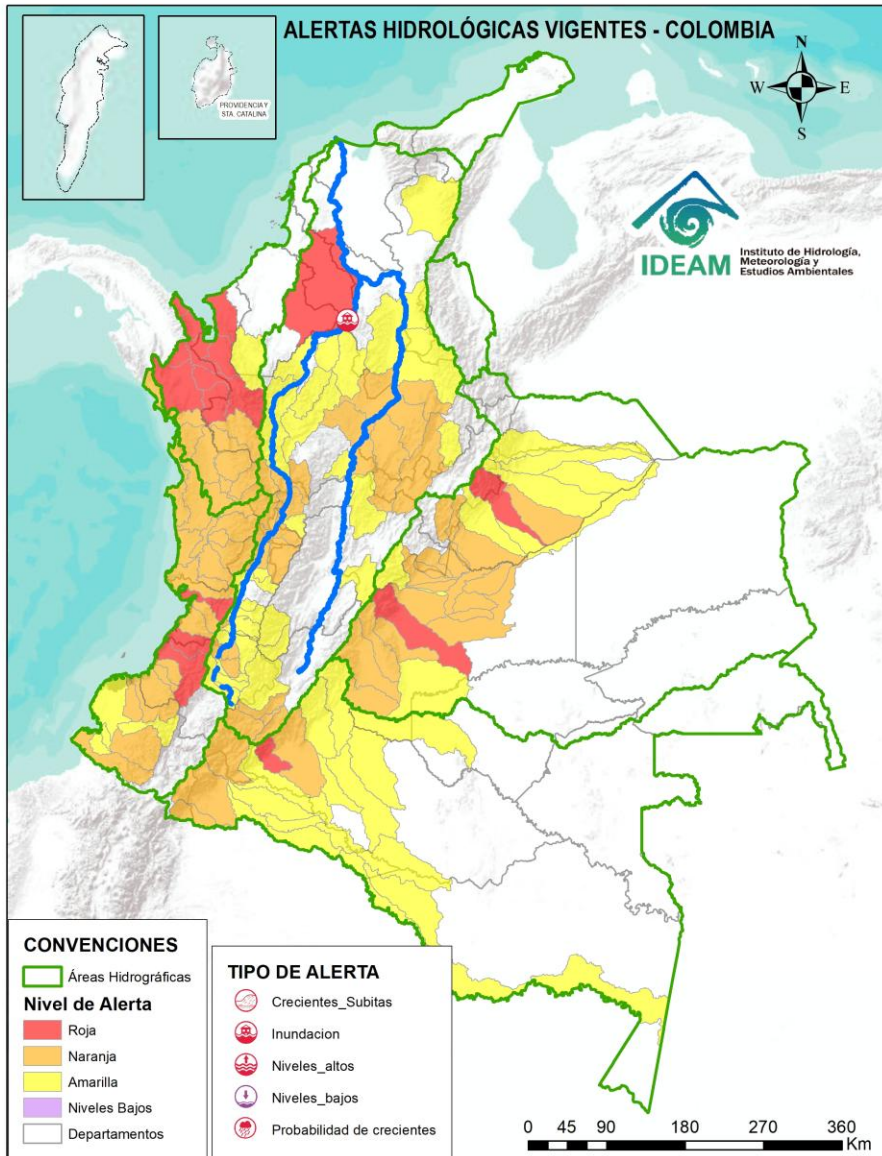 ALERTAS HIDROLÓGICAS VIGENTES - COLOMBIA
PROVIDENCIA Y
STA. CATALINA
N
W
E
S
IDEAM
Instituto de Hidrología,
Meteorología y
Estudios Ambientales
CONVENCIONES
Áreas Hidrográficas
Nivel de Alerta
Roja
Naranja
Amarilla
Niveles Bajos
Departamentos
TIPO DE ALERTA
Crecientes_Subitas
Inundacion
Niveles_altos
Niveles_bajos
Probabilidad de crecientes
0 45 90 180 270 360
Km